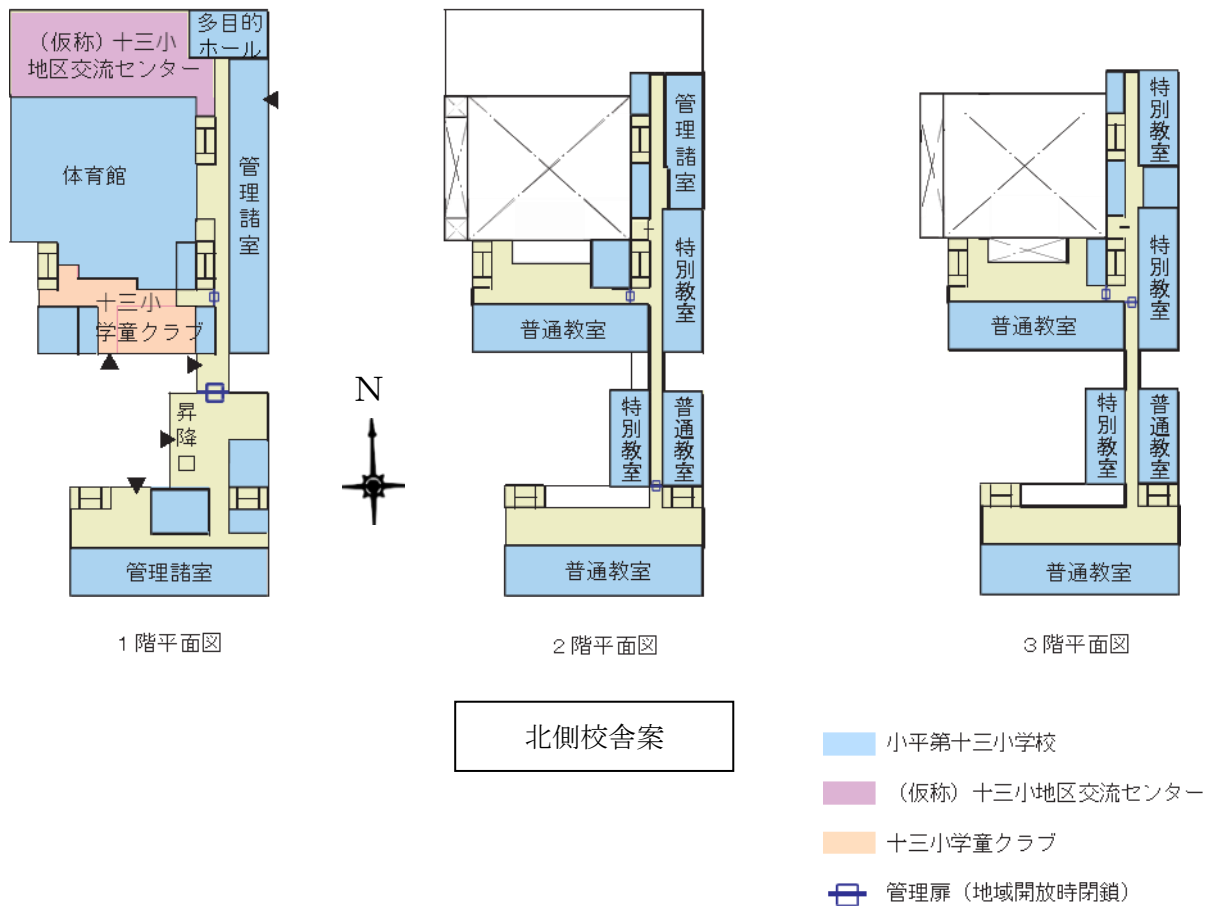 （仮称）十三小
地区交流センター
多目的
ホール
体育館
管理諸室
十三小
学童クラブ
昇降口
管理諸室
1階平面図
N
管理諸室
特別教室
普通教室
特別教室
普通教室
普通教室
2階平面図
特別教室
特別教室
普通教室
特別教室
普通教室
普通教室
3階平面図
北側校舎案
小平第十三小学校
（仮称）十三小地区交流センター
十三小学童クラブ
管理扉（地域開放時閉鎖）